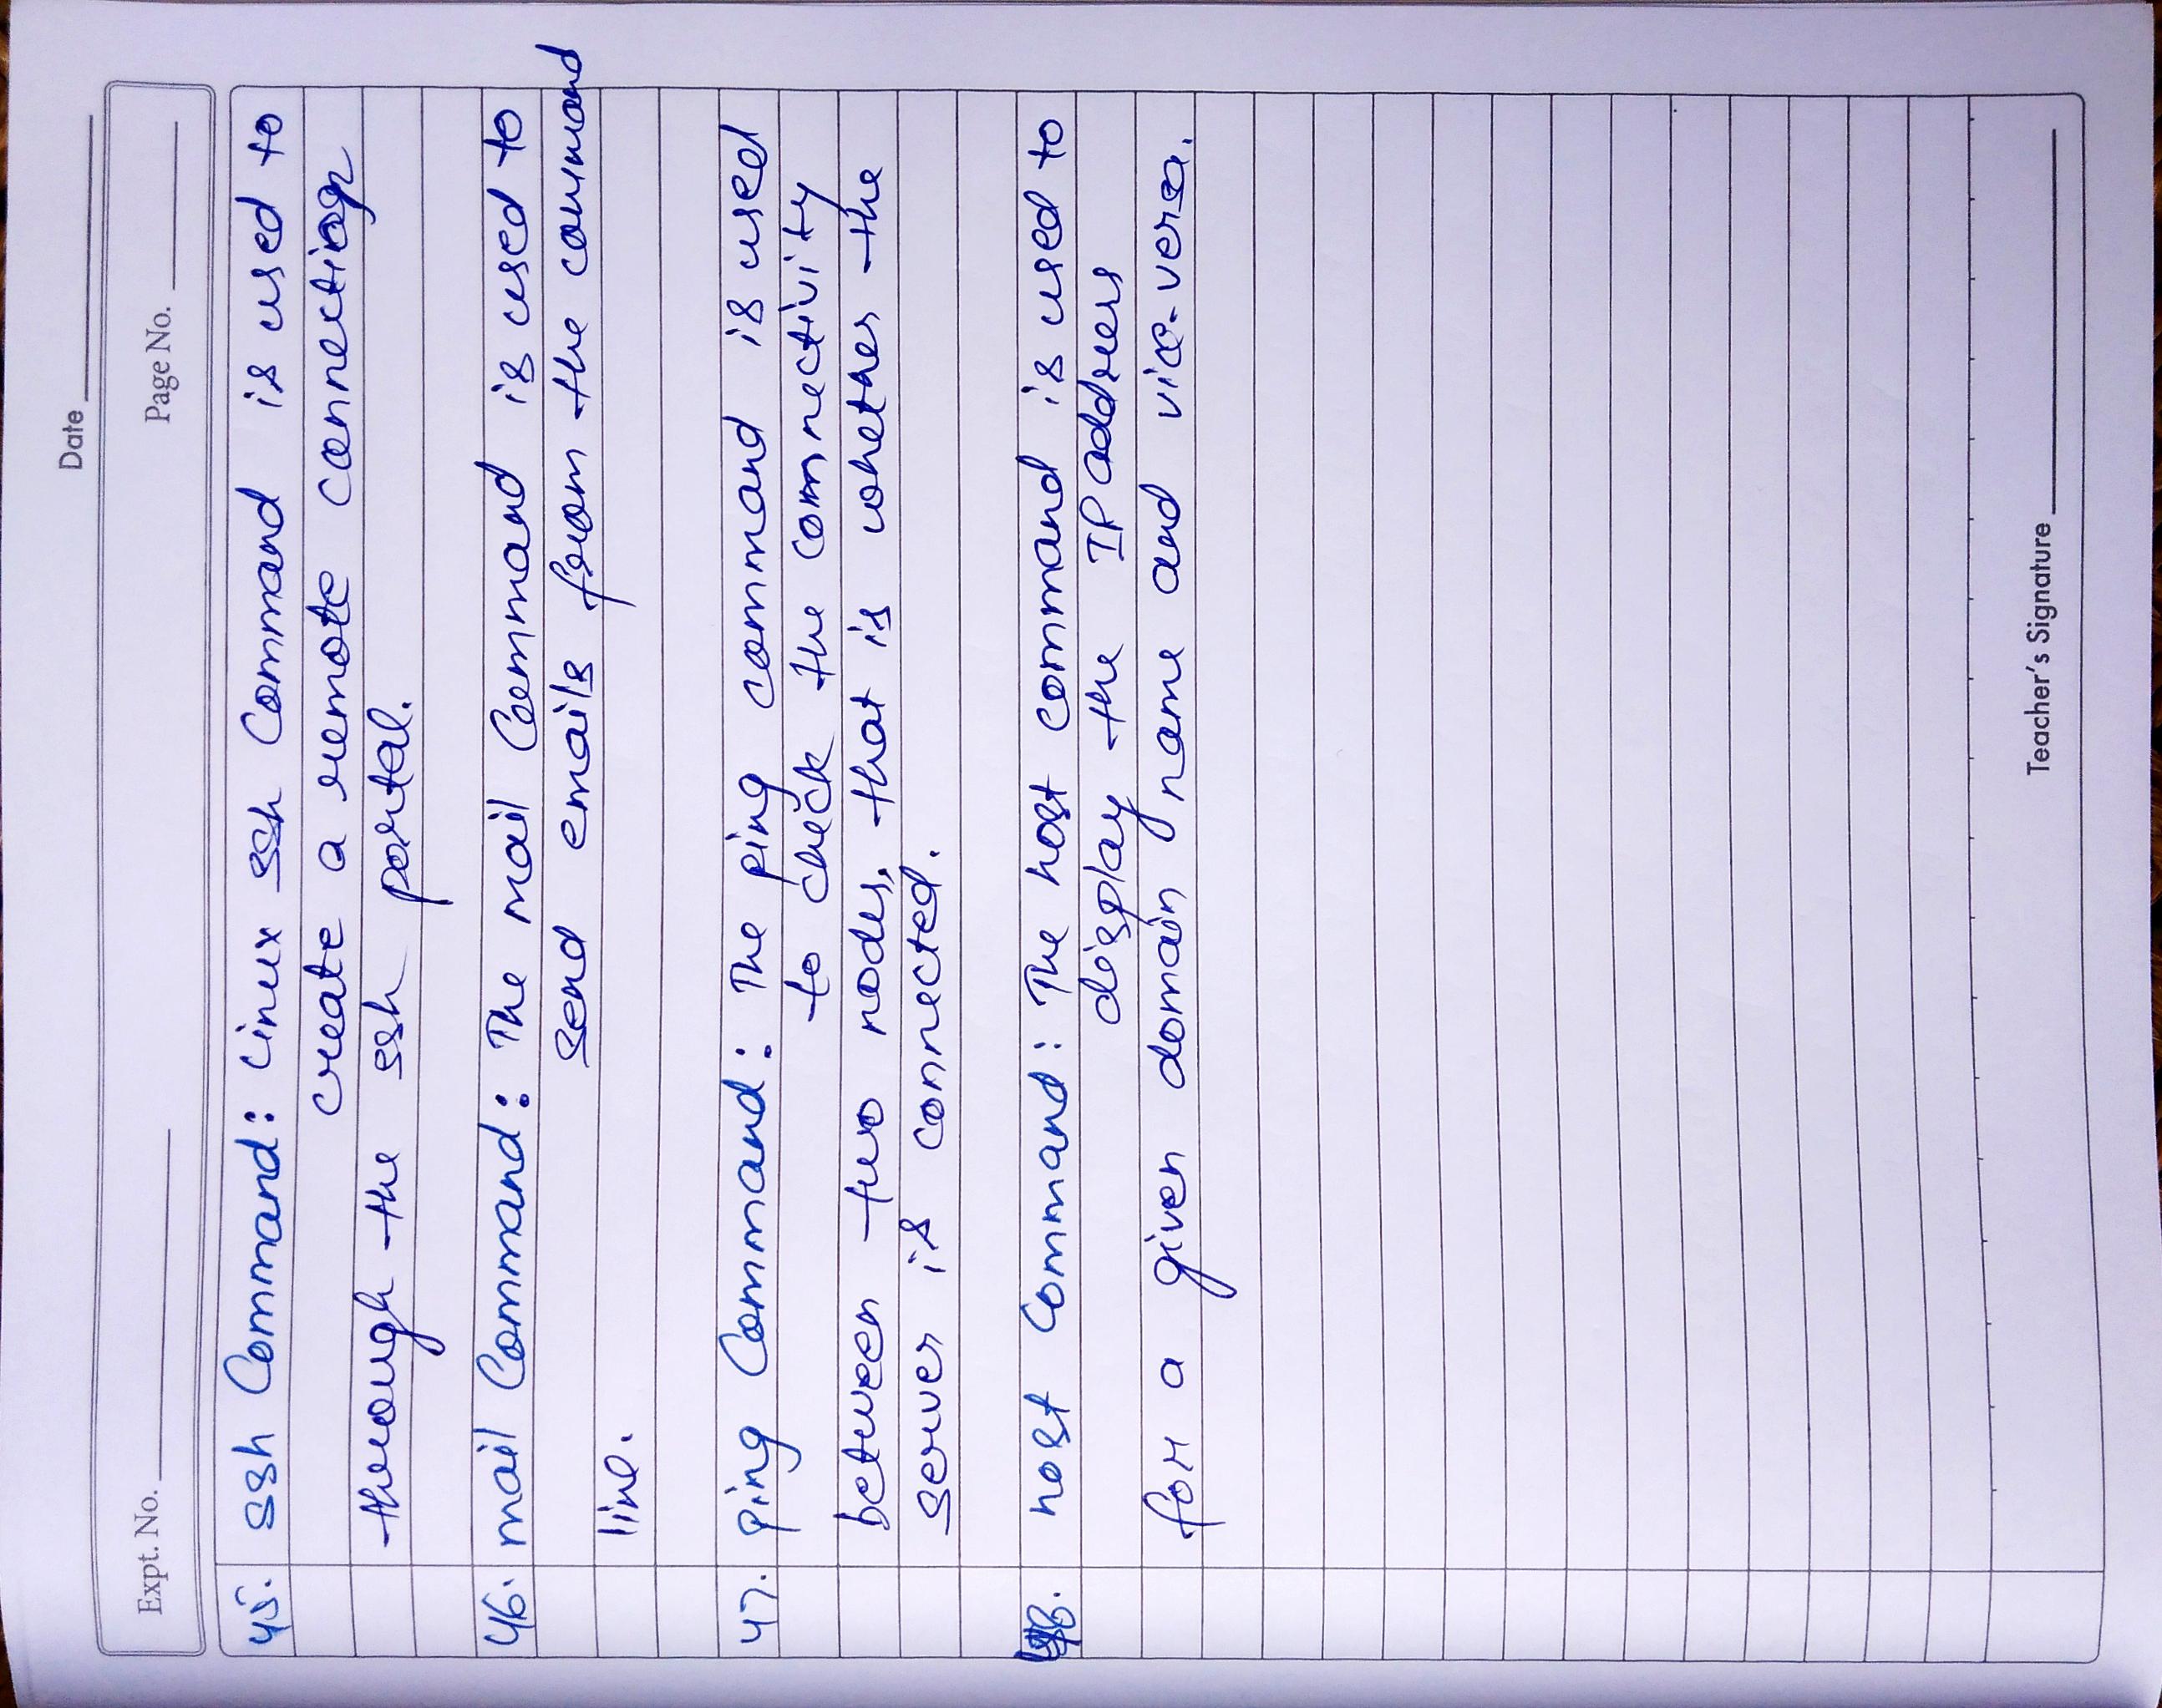 Date
Expt. No.
Page No.
45. ssh Command: Linux ssh Command is used to
create a remote connection
through the ssh portal.
46. mail Command: The mail Command is used to
send emails from the command
line.
47. ping Command: The ping command is used
to check the connectivity
between two nodes, that is whether the
server is connected.
48. host Command: The host command is used to
display the IP address
for a given domain name and vice-versa.
Teacher's Signature